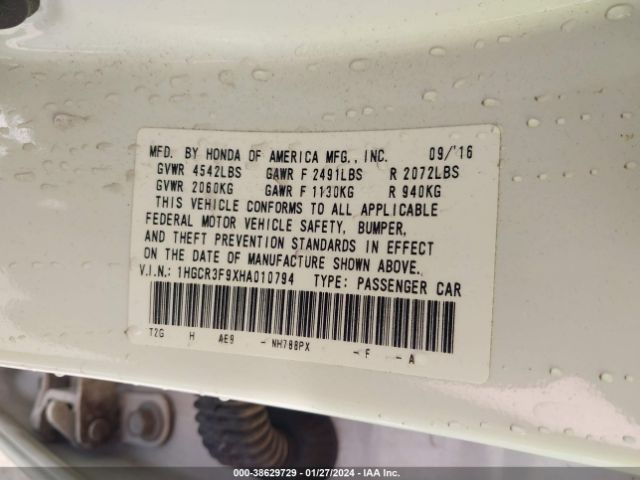 MFD. BY HONDA OF AMERICA MFG., INC. 09/'16
GVWR 4542LBS GAWR F 2491LBS R 2072LBS
GVWR 2060KG GAWR F 1130KG R 940KG
THIS VEHICLE CONFORMS TO ALL APPLICABLE
FEDERAL MOTOR VEHICLE SAFETY, BUMPER,
AND THEFT PREVENTION STANDARDS IN EFFECT
ON THE DATE OF MANUFACTURE SHOWN ABOVE.
V.I.N.: 1HGCR3F9XHA010794 TYPE: PASSENGER CAR
T2G H AE9 - NH788PX - F - A
000-38629729 - 01/27/2024 - IAA Inc.